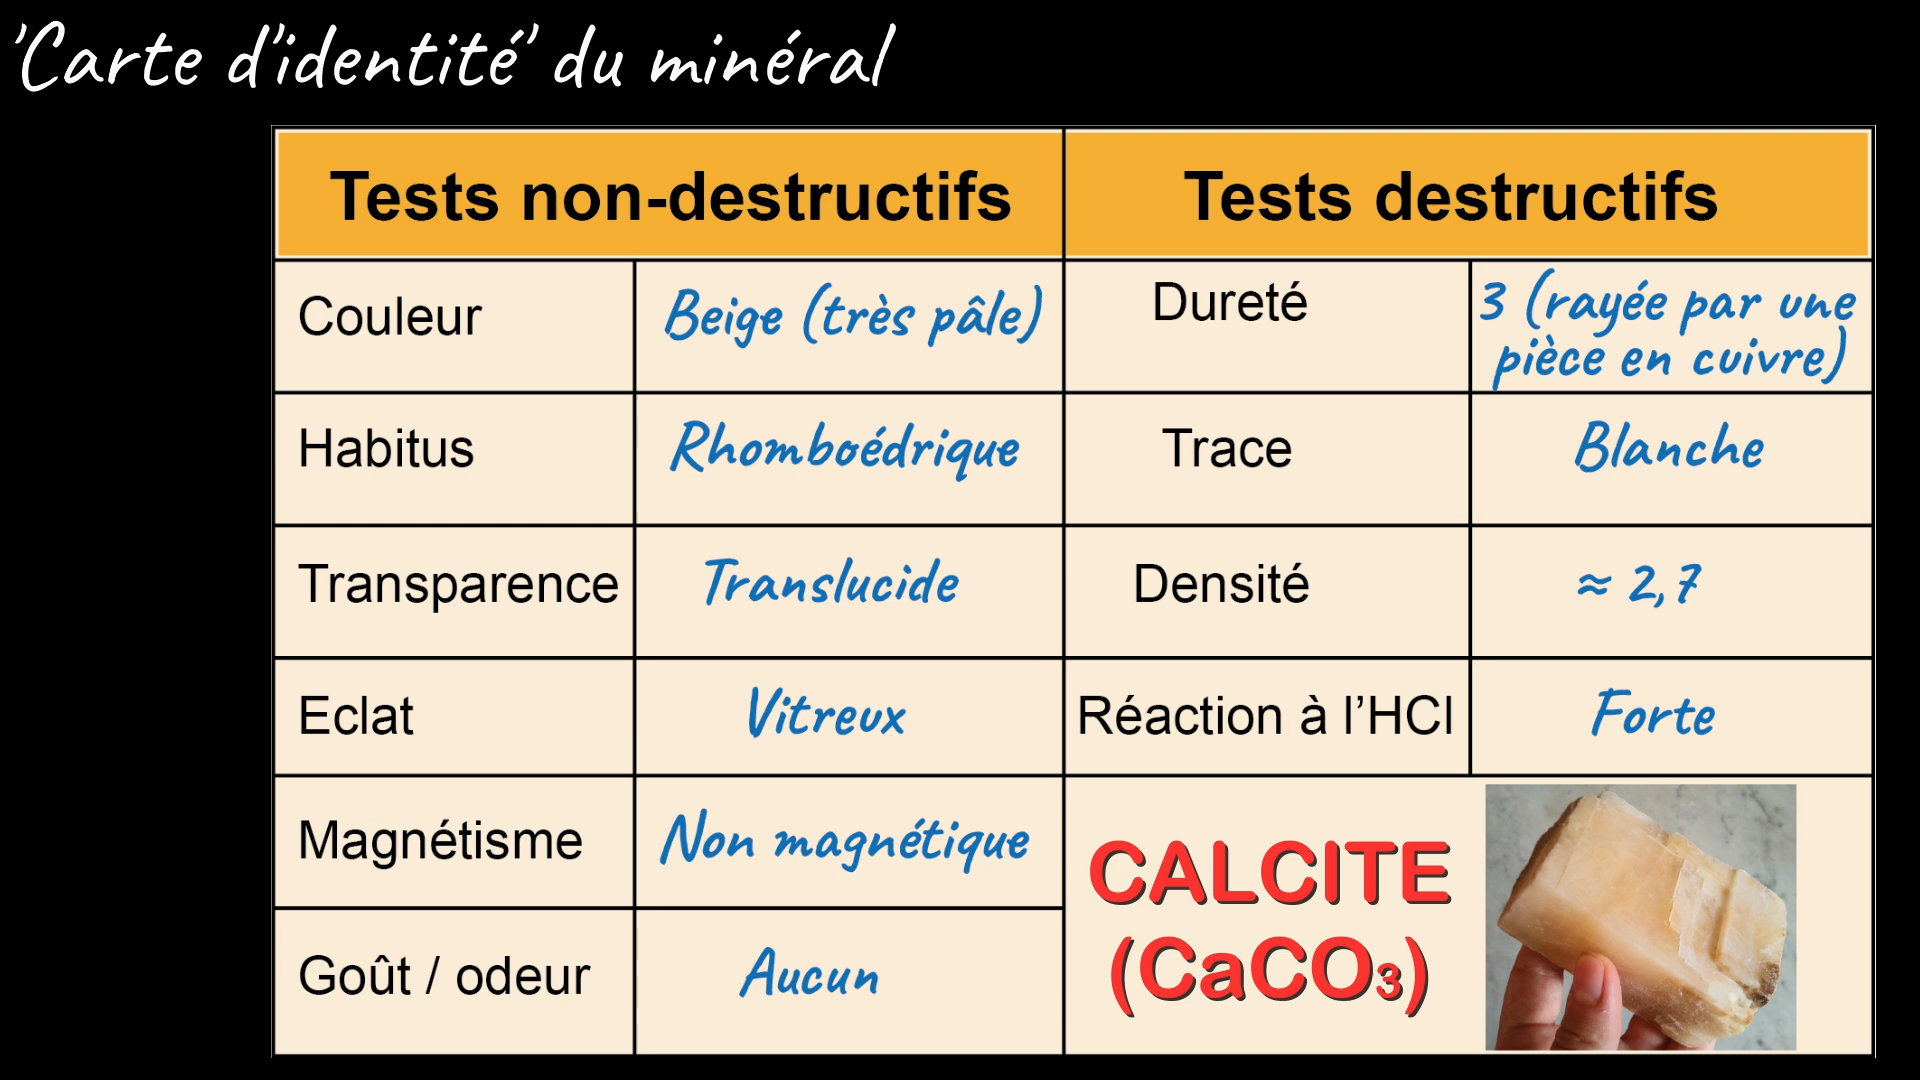 'Carte d'identité' du minéral
Tests non-destructifs
Tests destructifs
Couleur
Beige (très pâle)
Dureté
3 (rayée par une
pièce en cuivre)
Habitus
Rhomboédrique
Trace
Blanche
Transparence
Translucide
Densité
≈ 2,7
Eclat
Vitreux
Réaction à l’HCl
Forte
Magnétisme
Non magnétique
Goût / odeur
Aucun
CALCITE
(CaCO₃)